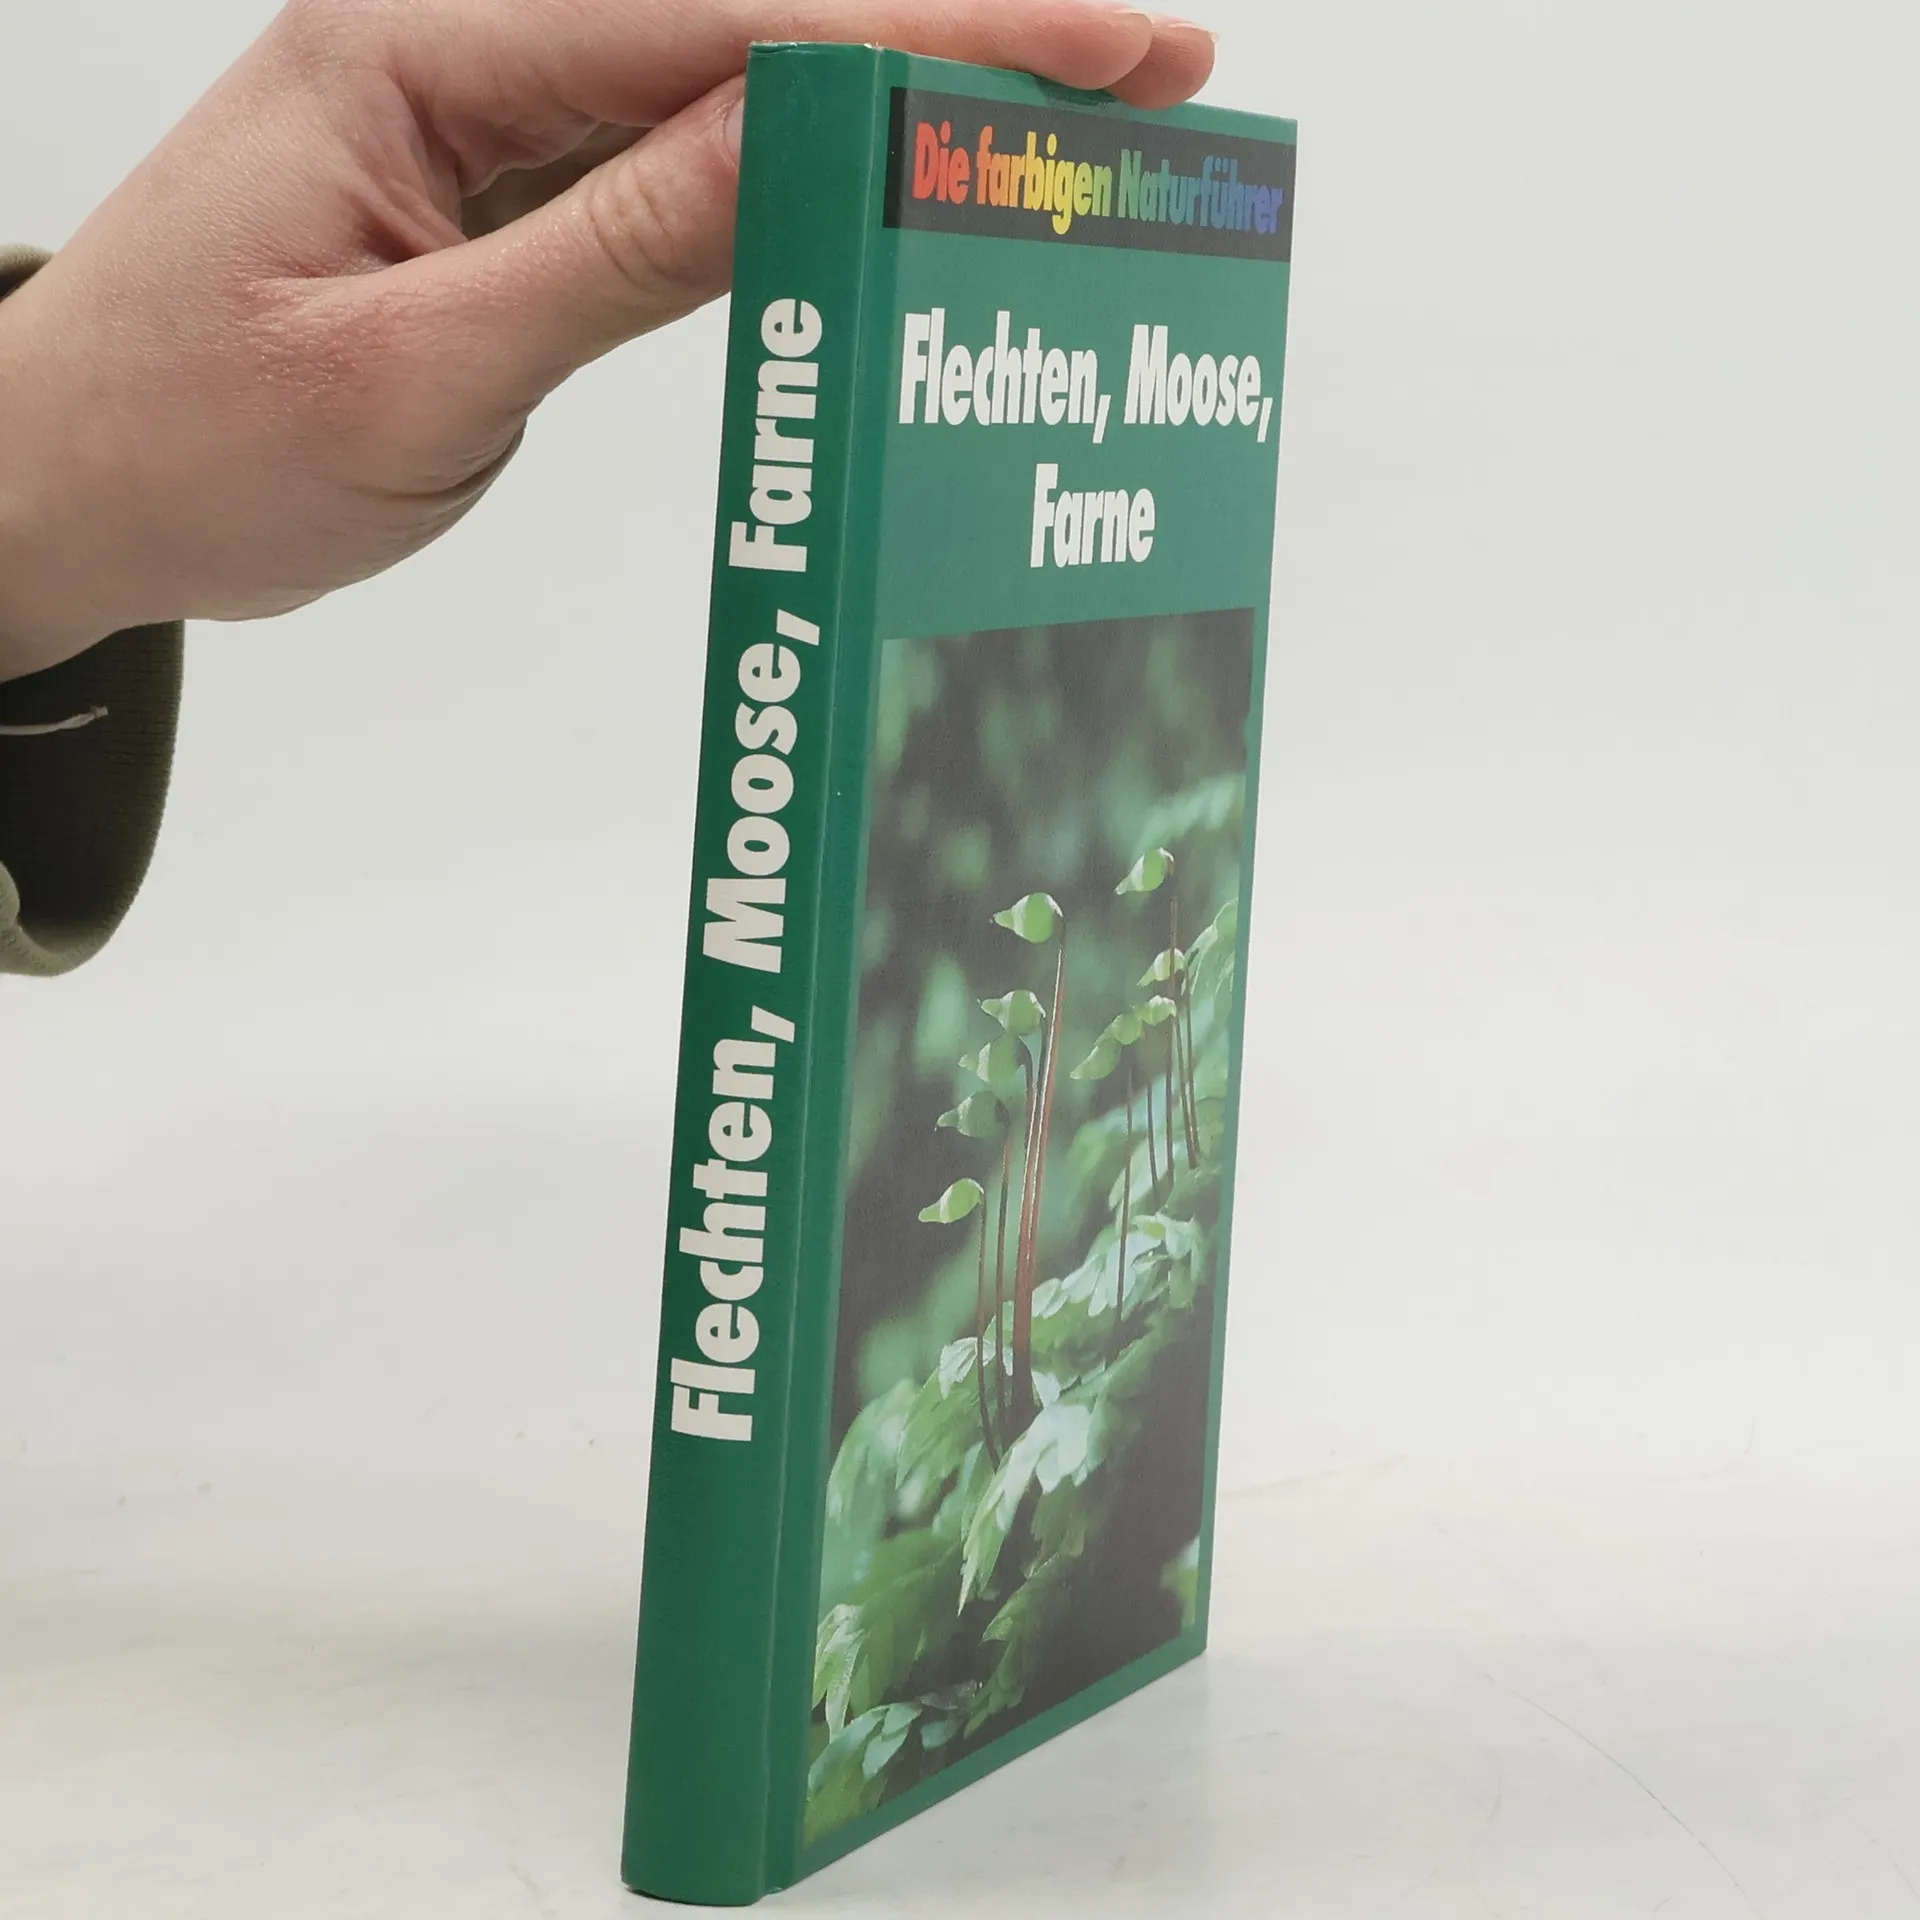 Flechten, Moose, Farne
Die farbigen Naturführer
Flechten, Moose,
Farne